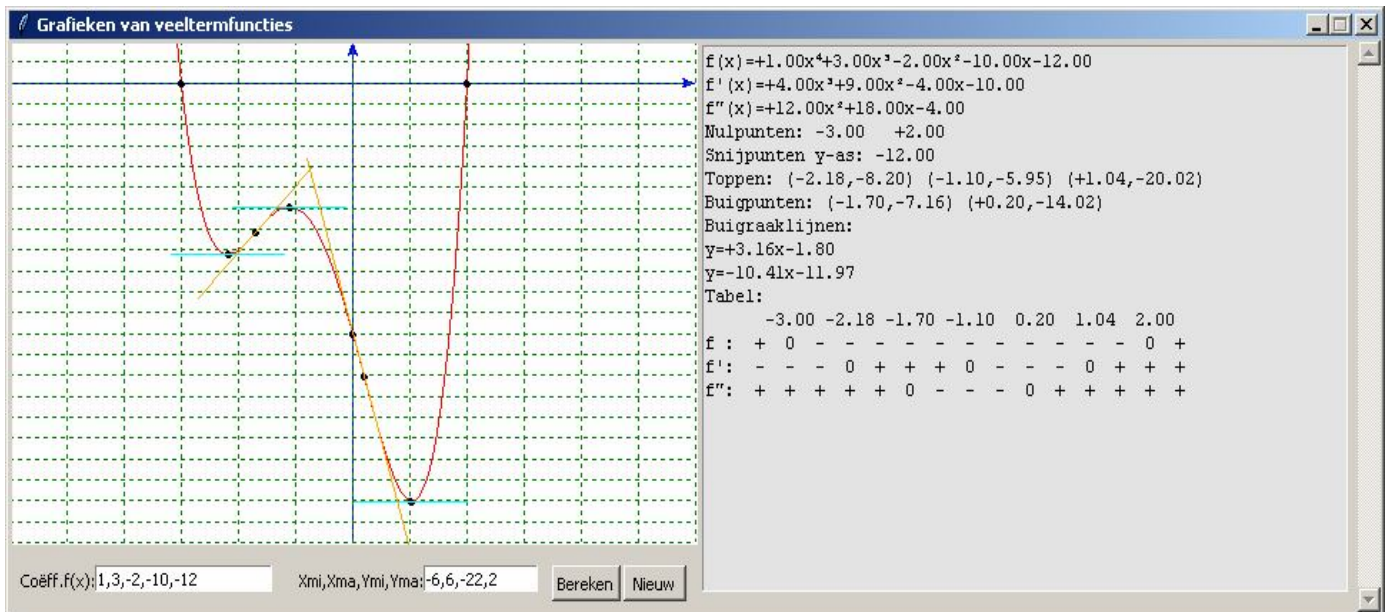 Grafieken van veeltermfuncties
f(x)=+1.00x⁴+3.00x³-2.00x²-10.00x-12.00
f'(x)=+4.00x³+9.00x²-4.00x-10.00
f"(x)=+12.00x²+18.00x-4.00
Nulpunten: -3.00 +2.00
Snijpunten y-as: -12.00
Toppen: (-2.18,-8.20) (-1.10,-5.95) (+1.04,-20.02)
Buigpunten: (-1.70,-7.16) (+0.20,-14.02)
Buigraaklijnen:
y=+3.16x-1.80
y=-10.41x-11.97
Tabel:
-3.00 -2.18 -1.70 -1.10 0.20 1.04 2.00
f : + 0 - - - - - - - - - - - 0 +
f': - - - 0 + + + 0 - - - 0 + + +
f": + + + + + 0 - - - 0 + + + + +
Coëff.f(x): 1,3,-2,-10,-12 Xmi,Xma,Ymi,Yma: -6,6,-22,2 Bereken Nieuw